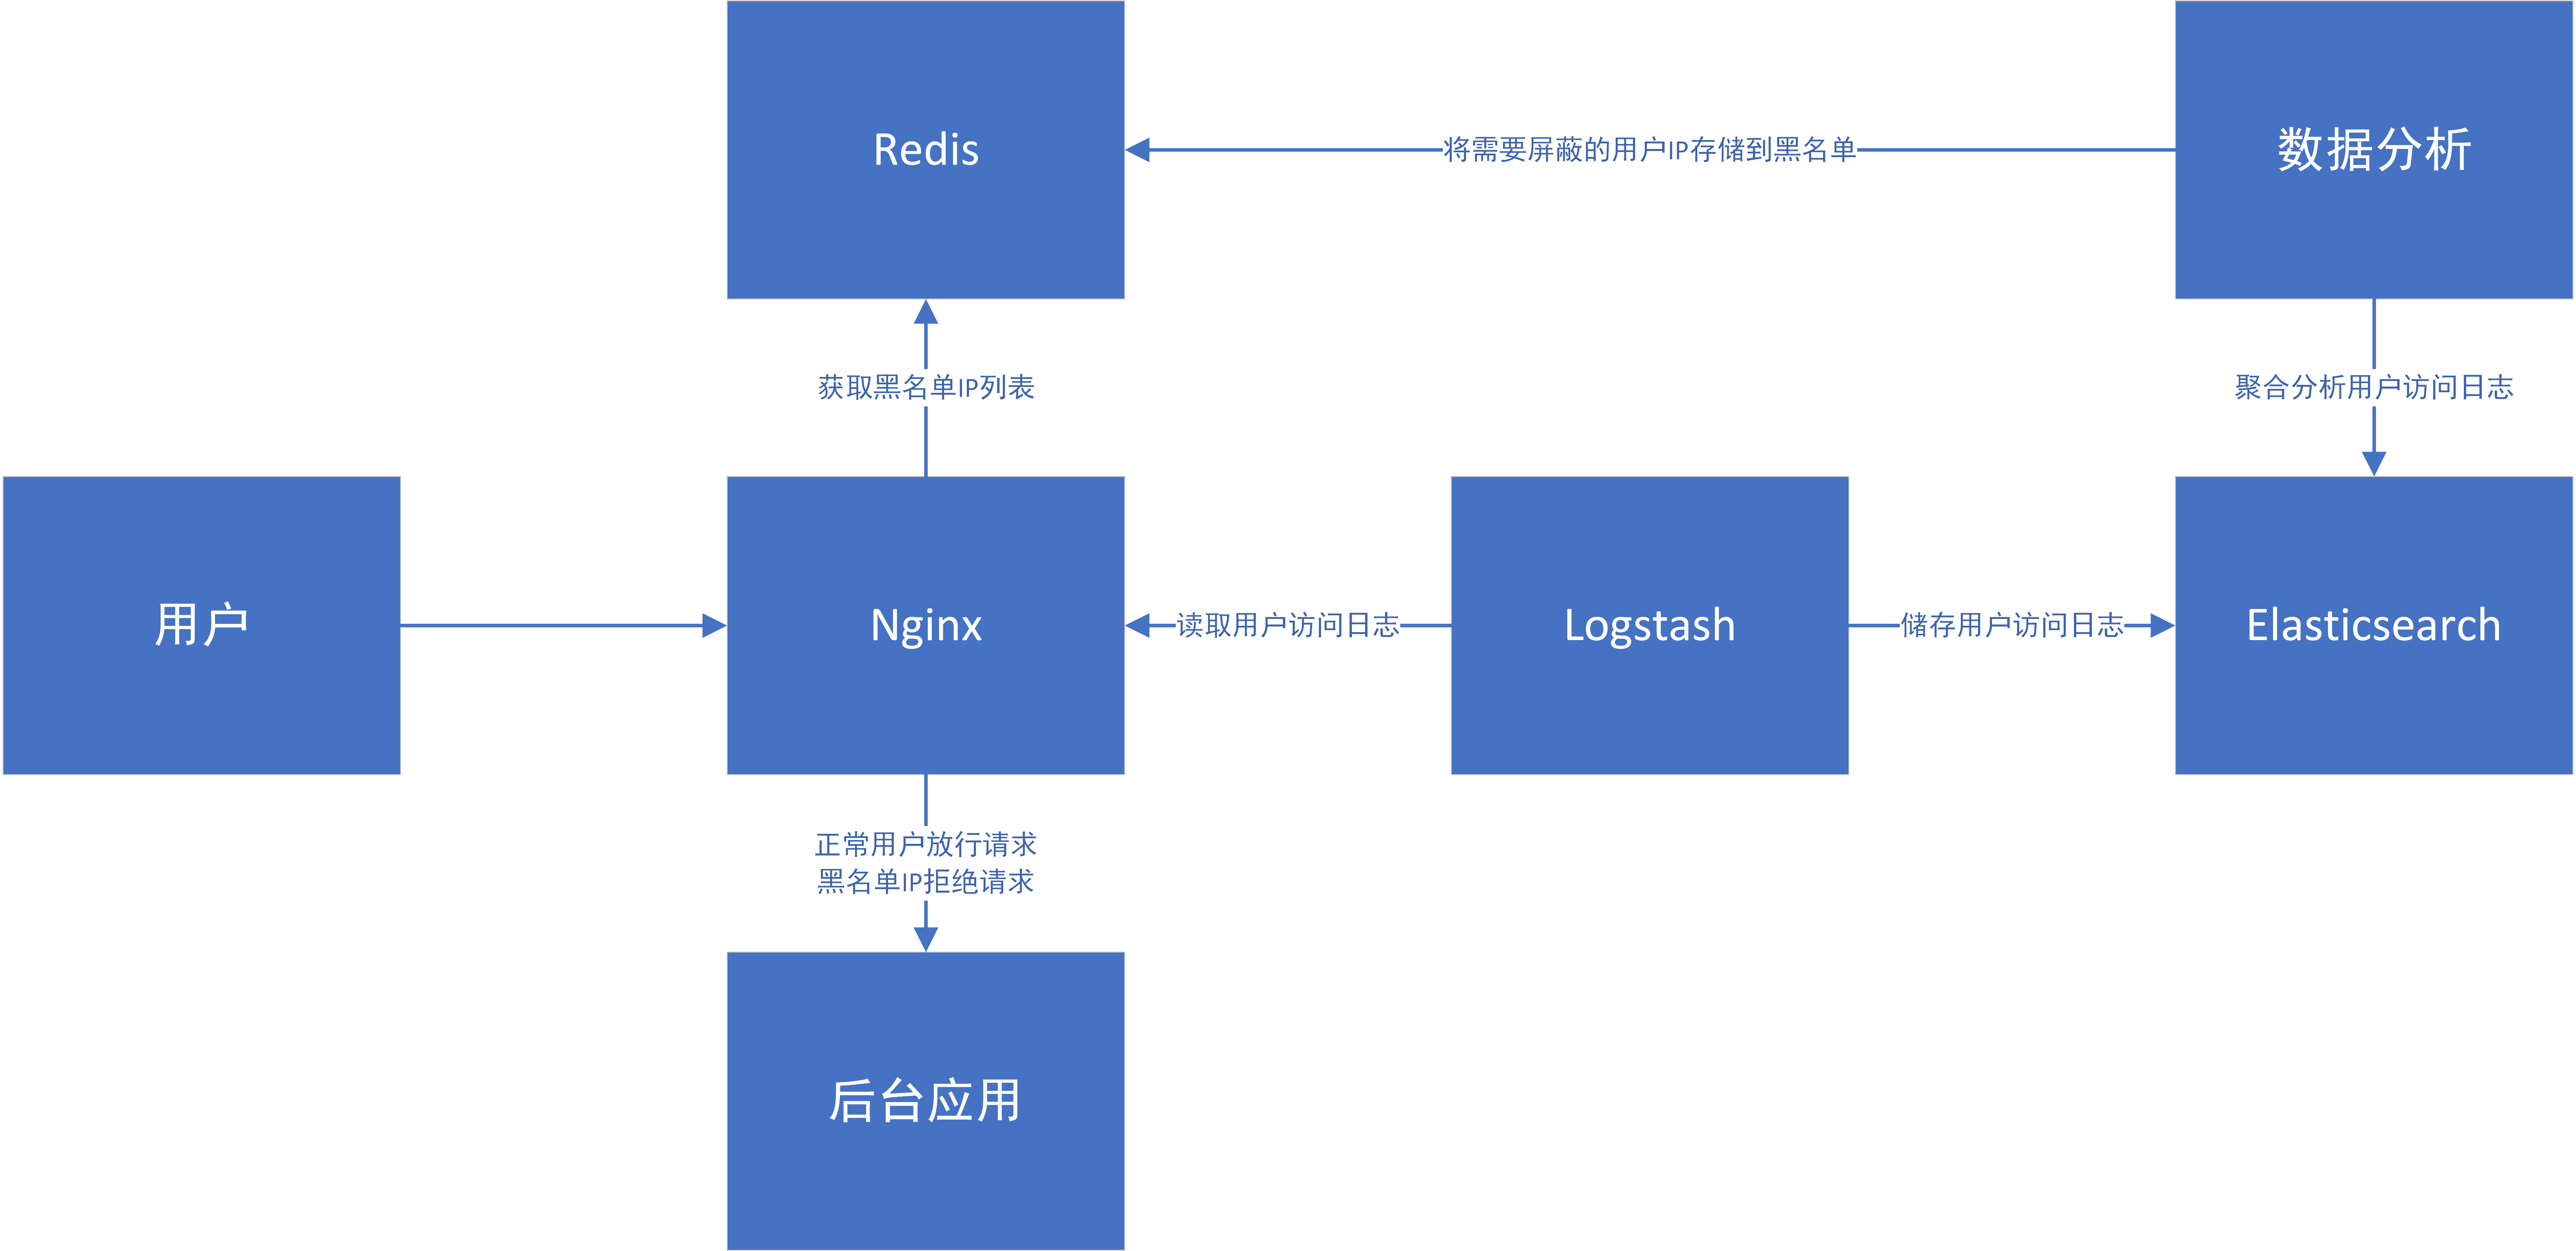 Redis
将需要屏蔽的用户IP存储到黑名单
数据分析
获取黑名单IP列表
聚合分析用户访问日志
用户
Nginx
读取用户访问日志
Logstash
储存用户访问日志
Elasticsearch
正常用户放行请求
黑名单IP拒绝请求
后台应用